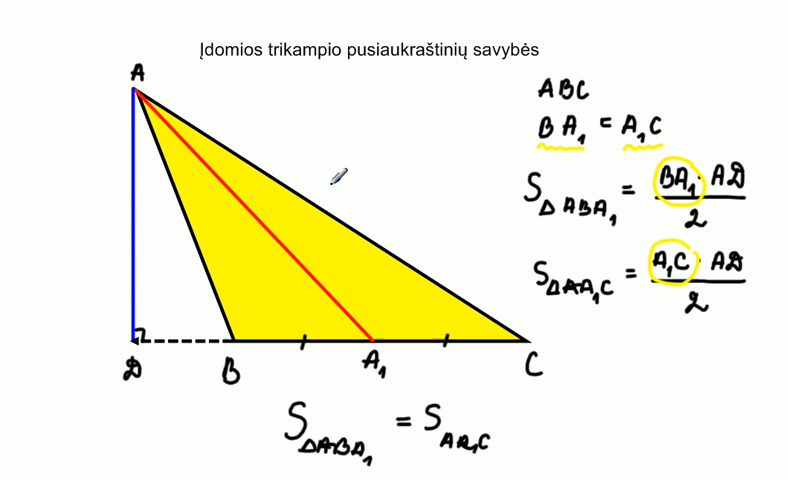 Įdomios trikampio pusiaukraštinių savybės
A
ABC
BA₁ = A₁C
S△ABA₁ = BA₁ · AD / 2
S△AA₁C = A₁C · AD / 2
D B A₁ C
S△ABA₁ = SAA₁C